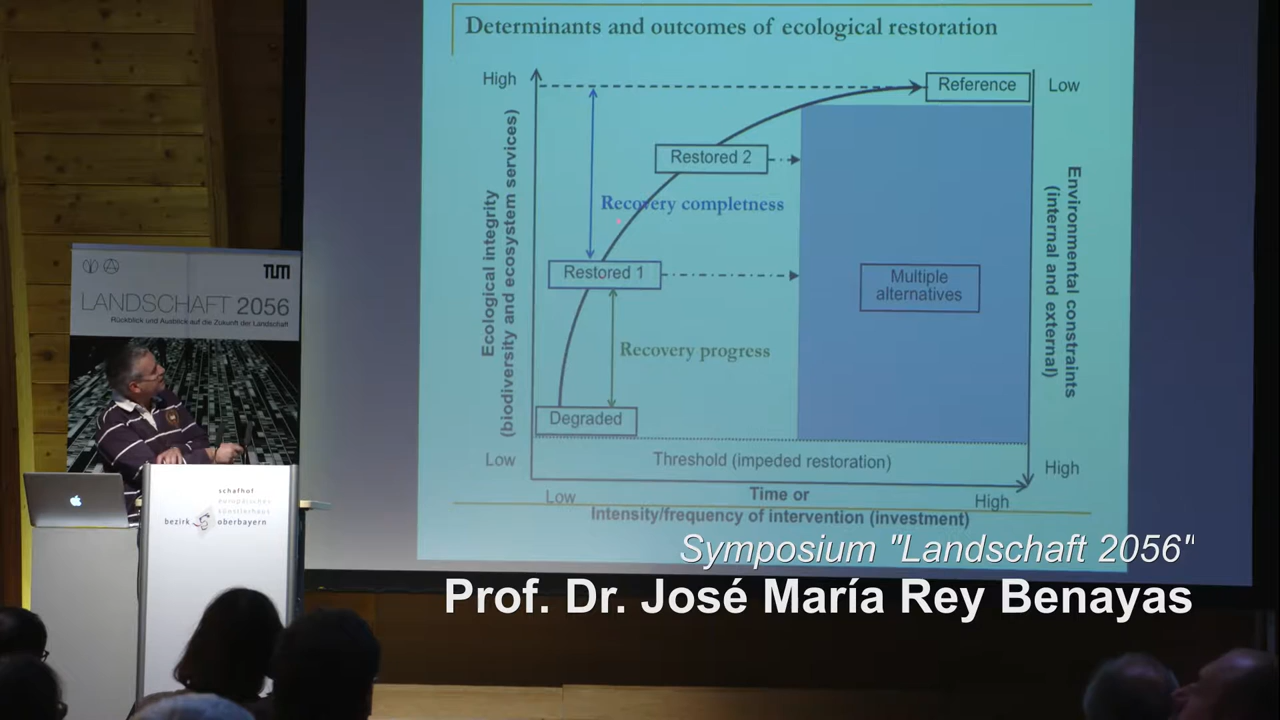 Determinants and outcomes of ecological restoration
High
Reference
Low
Restored 2
Recovery completness
Restored 1
Multiple
alternatives
Recovery progress
Degraded
Ecological integrity
(biodiversity and ecosystem services)
Environmental constraints
(internal and external)
Low
Threshold (impeded restoration)
High
Low
Time or
High
Intensity/frequency of intervention (investment)
TUM
LANDSCHAFT 2056
Rückblick und Ausblick auf die Zukunft der Landschaft
schafhof
europäisches
künstlerhaus
bezirk oberbayern
Symposium "Landschaft 2056"
Prof. Dr. José María Rey Benayas